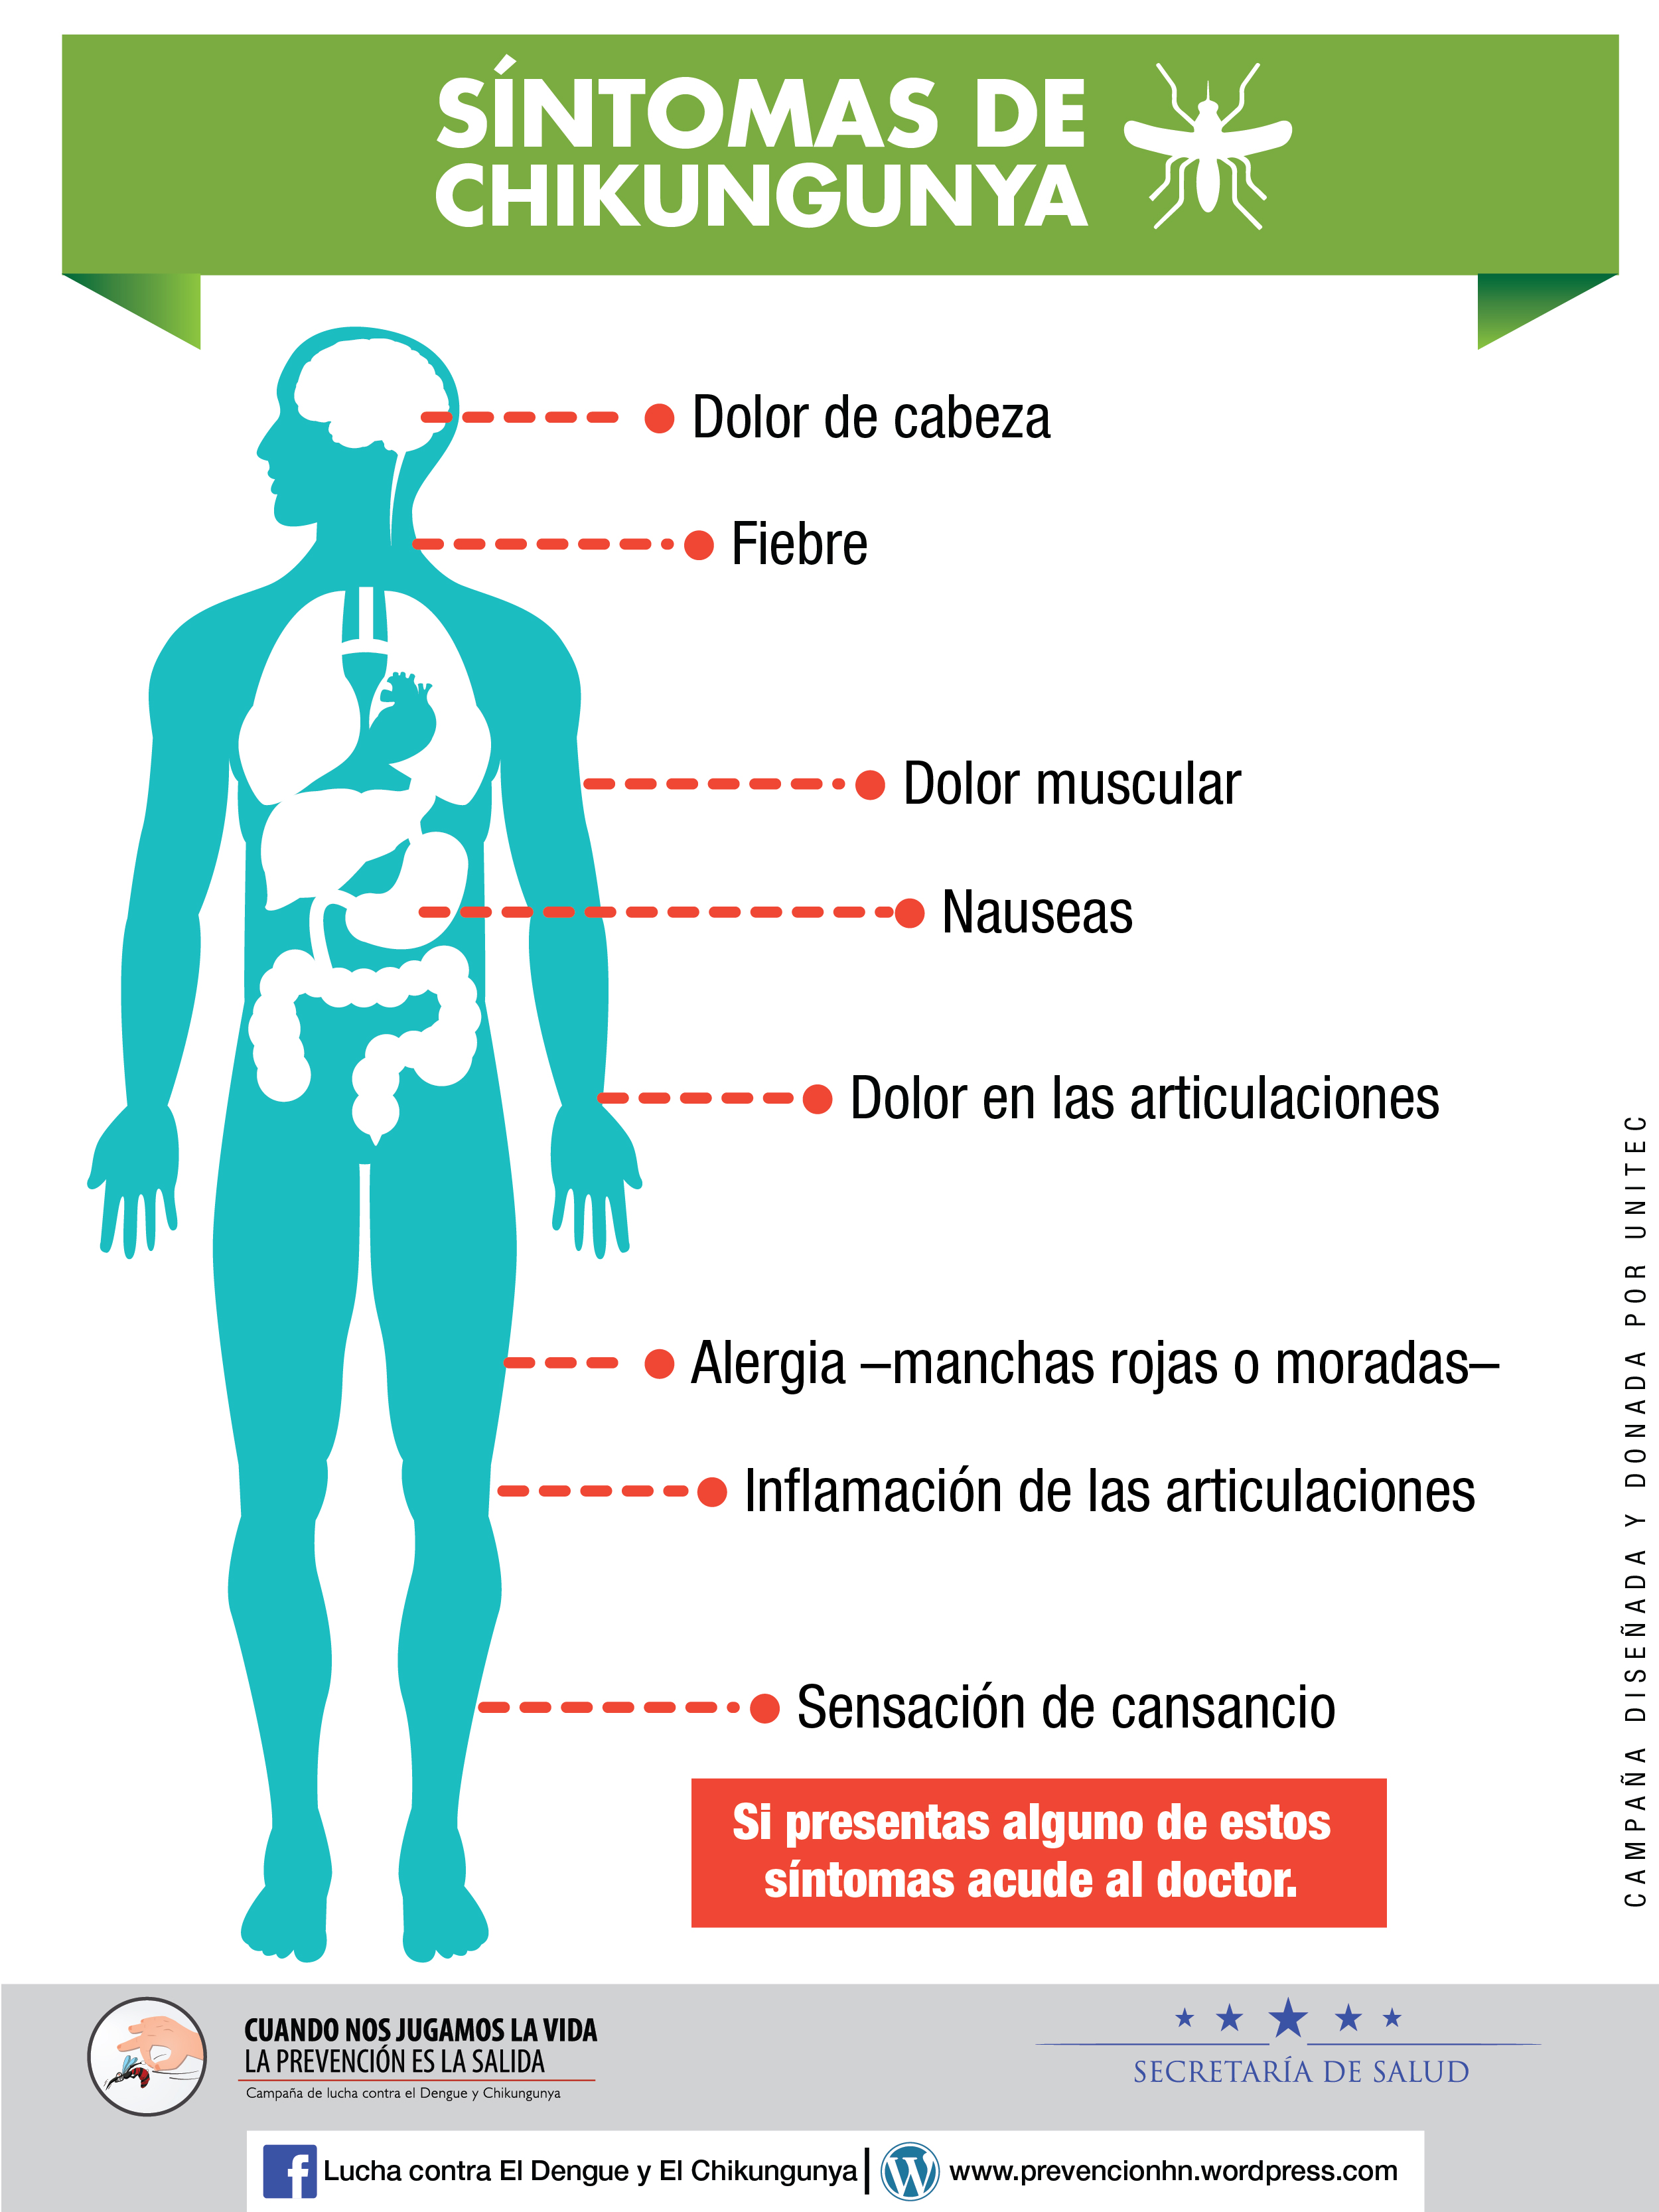 SÍNTOMAS DE
CHIKUNGUNYA
Dolor de cabeza
Fiebre
Dolor muscular
Nauseas
Dolor en las articulaciones
Alergia –manchas rojas o moradas–
Inflamación de las articulaciones
Sensación de cansancio
Si presentas alguno de estos
síntomas acude al doctor.
CAMPAÑA DISEÑADA Y DONADA POR UNITEC
CUANDO NOS JUGAMOS LA VIDA
LA PREVENCIÓN ES LA SALIDA
Campaña de lucha contra el Dengue y Chikungunya
SECRETARÍA DE SALUD
Lucha contra El Dengue y El Chikungunya | www.prevencionhn.wordpress.com